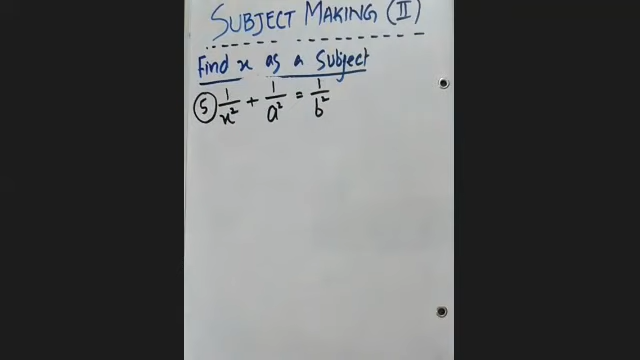 SUBJECT MAKING (II)
Find x as a Subject
⑤ 1/x² + 1/a² = 1/b²